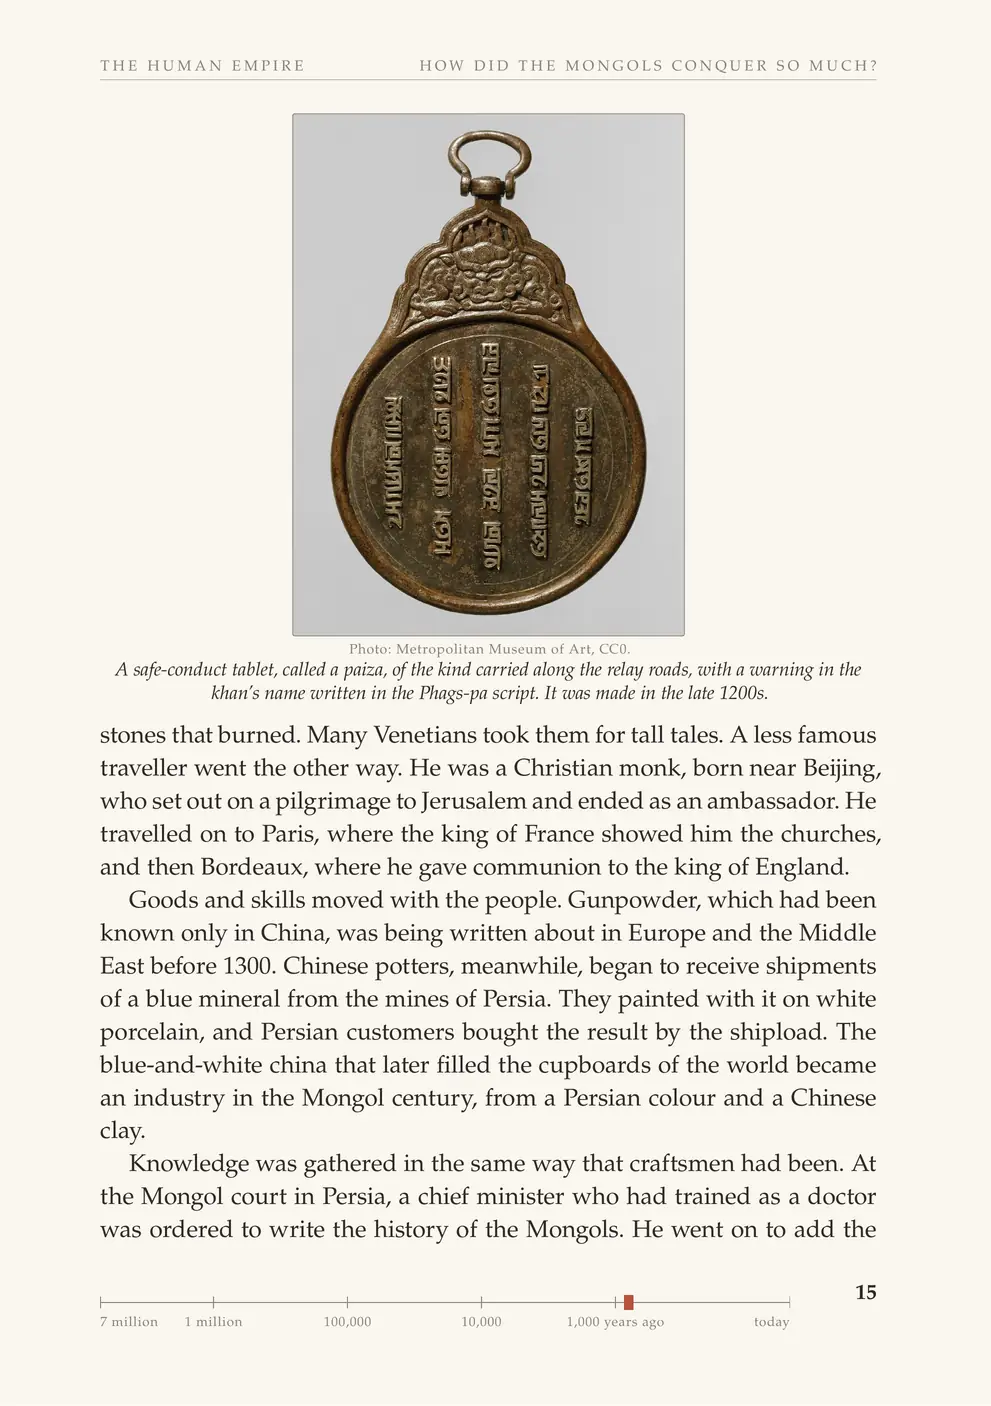 THE HUMAN EMPIRE
HOW DID THE MONGOLS CONQUER SO MUCH?
Photo: Metropolitan Museum of Art, CC0.
A safe-conduct tablet, called a paiza, of the kind carried along the relay roads, with a warning in the
khan’s name written in the Phags-pa script. It was made in the late 1200s.
stones that burned. Many Venetians took them for tall tales. A less famous
traveller went the other way. He was a Christian monk, born near Beijing,
who set out on a pilgrimage to Jerusalem and ended as an ambassador. He
travelled on to Paris, where the king of France showed him the churches,
and then Bordeaux, where he gave communion to the king of England.
Goods and skills moved with the people. Gunpowder, which had been
known only in China, was being written about in Europe and the Middle
East before 1300. Chinese potters, meanwhile, began to receive shipments
of a blue mineral from the mines of Persia. They painted with it on white
porcelain, and Persian customers bought the result by the shipload. The
blue-and-white china that later filled the cupboards of the world became
an industry in the Mongol century, from a Persian colour and a Chinese
clay.
Knowledge was gathered in the same way that craftsmen had been. At
the Mongol court in Persia, a chief minister who had trained as a doctor
was ordered to write the history of the Mongols. He went on to add the
15
7 million 1 million 100,000 10,000 1,000 years ago today